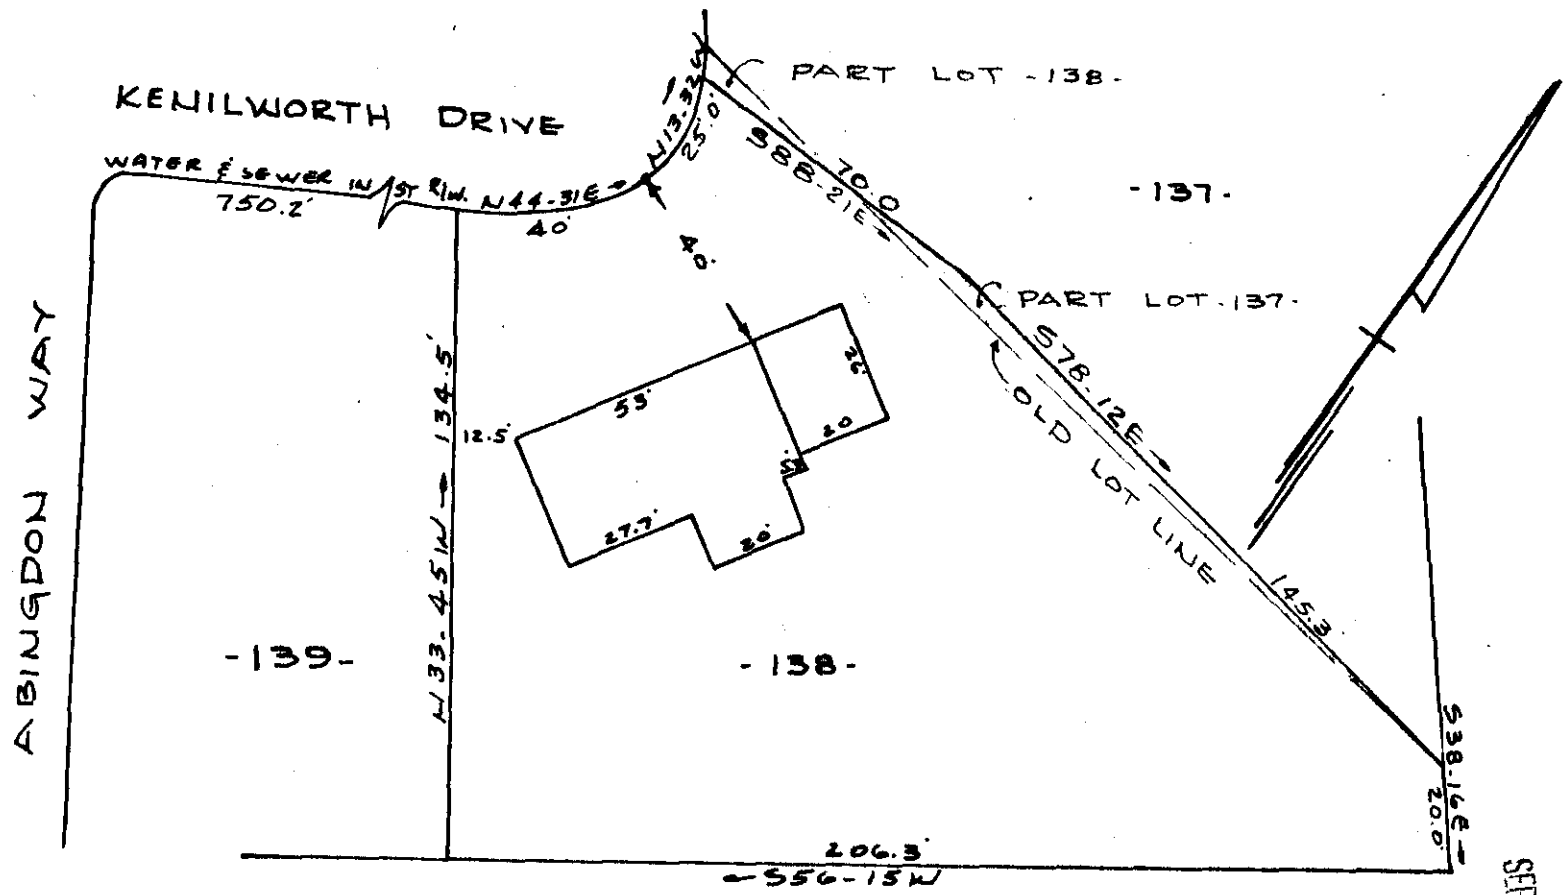 KENILWORTH DRIVE
PART LOT -138-
WATER & SEWER IN ST R/W.
750.2'
N44-31E
40'
N13-32W
25.0'
S88-21E
70.0
-137-
40'
PART LOT-137-
S78-12E
145.3'
OLD LOT LINE
ABINGDON WAY
N33-45W
134.5'
12.5'
53'
22'
20
27.7'
20'
-139-
-138-
S38-16E
20.0'
206.3'
S56-15W